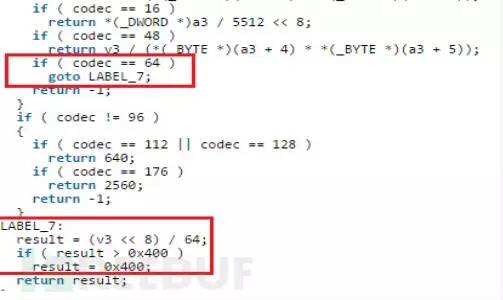 if ( codec == 16 )
return *(_DWORD *)a3 / 5512 << 8;
if ( codec == 48 )
return v3 / (*(_BYTE *)(a3 + 4) * *(_BYTE *)(a3 + 5));
if ( codec == 64 )
goto LABEL_7;
return -1;
}
if ( codec != 96 )
{
if ( codec == 112 || codec == 128 )
return 640;
if ( codec == 176 )
return 2560;
return -1;
}
LABEL_7:
result = (v3 << 8) / 64;
if ( result > 0x400 )
result = 0x400;
return result;